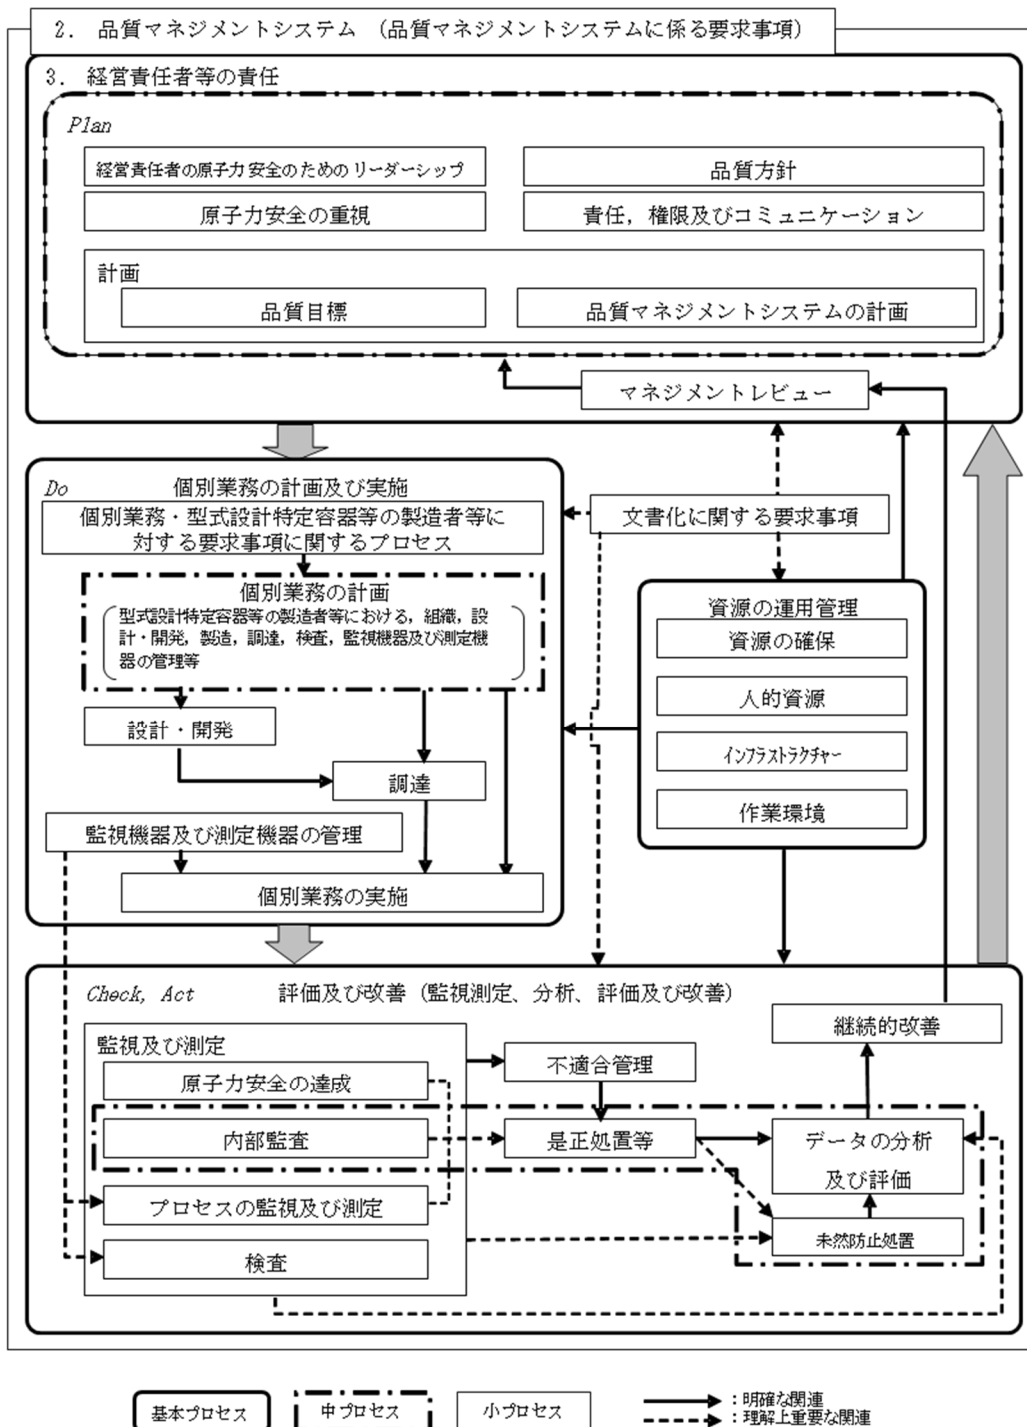 2. 品質マネジメントシステム (品質マネジメントシステムに係る要求事項)
3. 経営責任者等の責任
Plan
経営責任者の原子力安全のためのリーダーシップ
品質方針
原子力安全の重視
責任，権限及びコミュニケーション
計画
品質目標
品質マネジメントシステムの計画
マネジメントレビュー
Do
個別業務の計画及び実施
個別業務・型式設計特定容器等の製造者等に
対する要求事項に関するプロセス
文書化に関する要求事項
個別業務の計画
型式設計特定容器等の製造者等における，組織，設
計・開発，製造，調達，検査，監視機器及び測定機
器の管理等
資源の運用管理
資源の確保
人的資源
インフラストラクチャー
作業環境
設計・開発
調達
監視機器及び測定機器の管理
個別業務の実施
Check, Act
評価及び改善 (監視測定、分析、評価及び改善)
継続的改善
監視及び測定
不適合管理
原子力安全の達成
内部監査
是正処置等
データの分析
及び評価
プロセスの監視及び測定
未然防止処置
検査
基本プロセス
中プロセス
小プロセス
：明確な関連
：理解上重要な関連